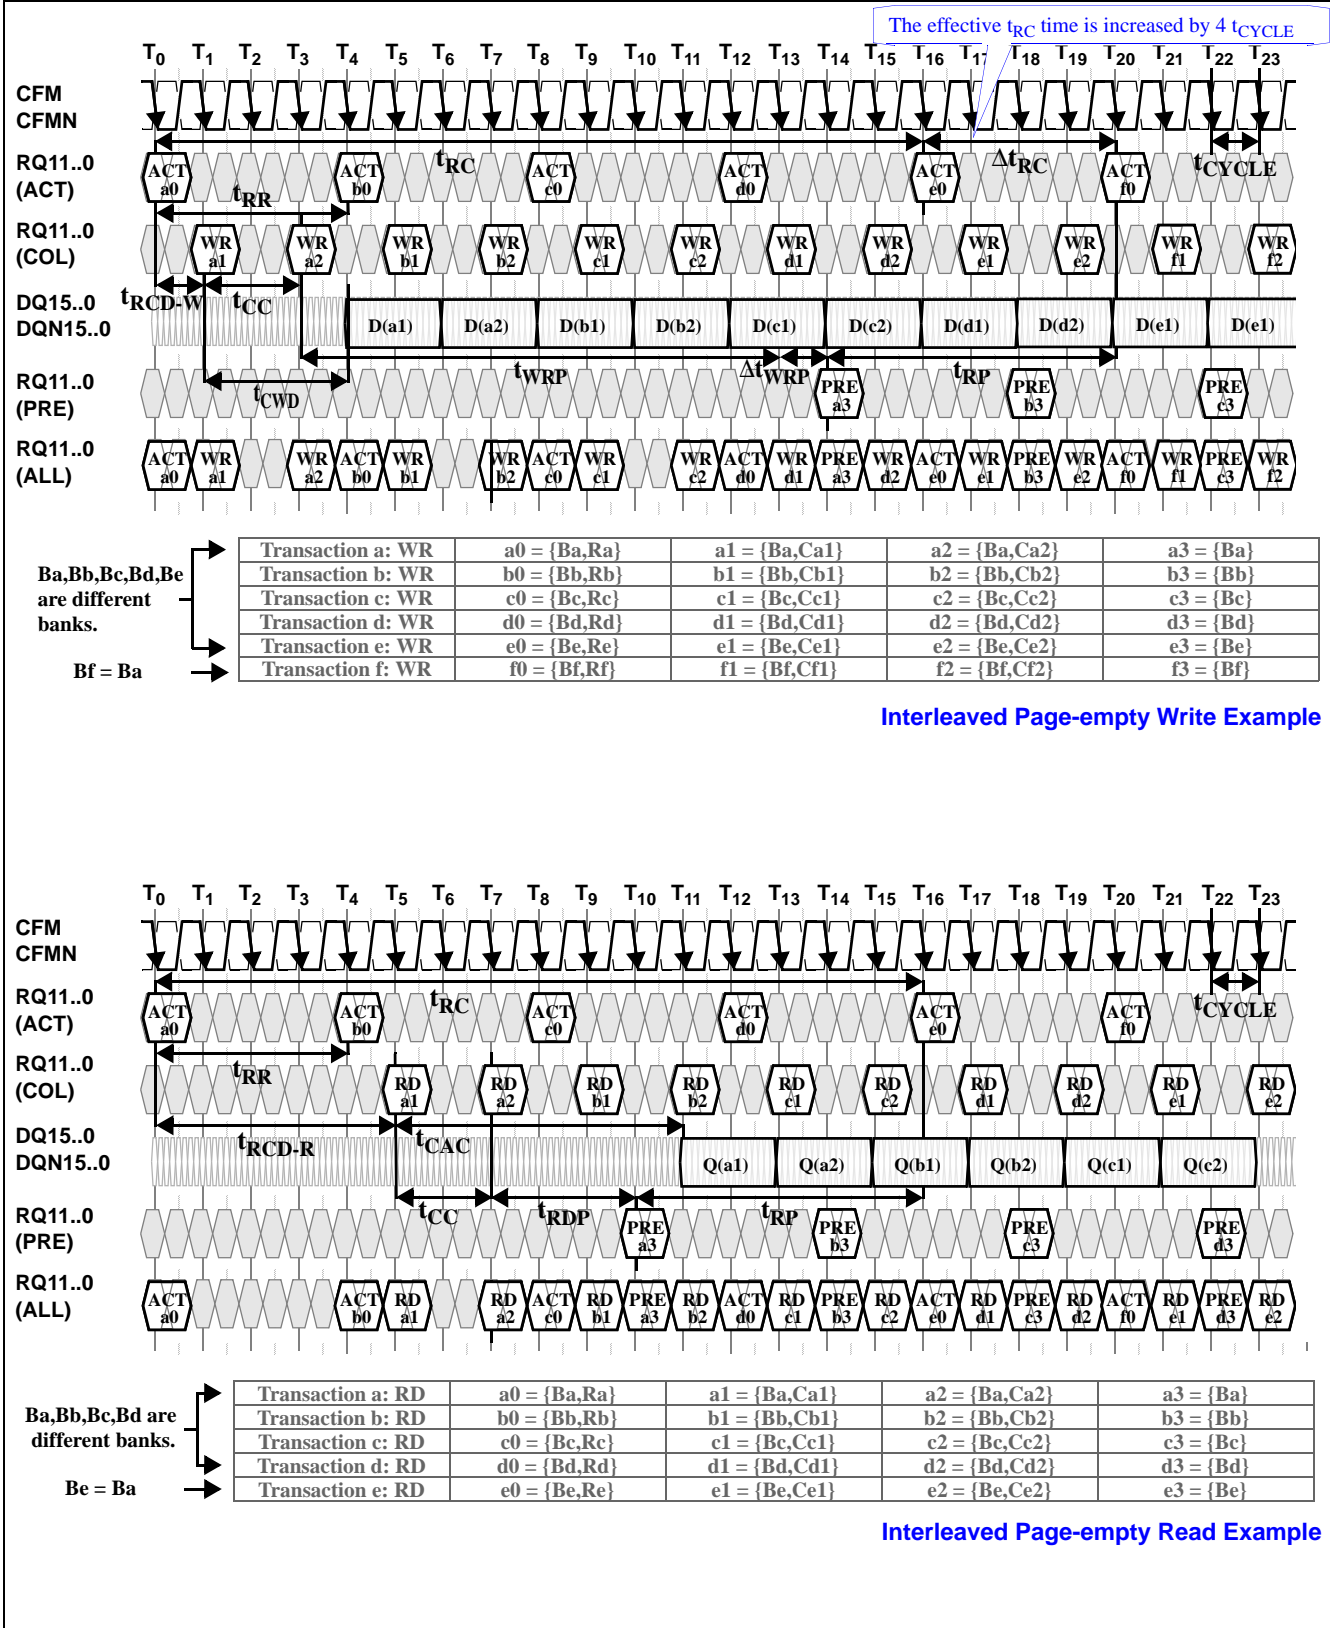 The effective tRC time is increased by 4 tCYCLE
T0 T1 T2 T3 T4 T5 T6 T7 T8 T9 T10 T11 T12 T13 T14 T15 T16 T17 T18 T19 T20 T21 T22 T23
CFM
CFMN
tRC ΔtRC tCYCLE
RQ11..0
(ACT)
ACT a0 ACT b0 ACT c0 ACT d0 ACT e0 ACT f0
tRR
RQ11..0
(COL)
WR a1 WR a2 WR b1 WR b2 WR c1 WR c2 WR d1 WR d2 WR e1 WR e2 WR f1 WR f2
tRCD-W tCC
DQ15..0
DQN15..0
D(a1) D(a2) D(b1) D(b2) D(c1) D(c2) D(d1) D(d2) D(e1) D(e1)
tCWD tWRP ΔtWRP tRP
RQ11..0
(PRE)
PRE a3 PRE b3 PRE c3
RQ11..0
(ALL)
ACT a0 WR a1 WR a2 ACT b0 WR b1 WR b2 ACT c0 WR c1 WR c2 ACT d0 WR d1 PRE a3 WR d2 ACT e0 WR e1 PRE b3 WR e2 ACT f0 WR f1 PRE c3 WR f2
Ba,Bb,Bc,Bd,Be
are different
banks.
Bf = Ba
Transaction a: WR a0 = {Ba,Ra} a1 = {Ba,Ca1} a2 = {Ba,Ca2} a3 = {Ba}
Transaction b: WR b0 = {Bb,Rb} b1 = {Bb,Cb1} b2 = {Bb,Cb2} b3 = {Bb}
Transaction c: WR c0 = {Bc,Rc} c1 = {Bc,Cc1} c2 = {Bc,Cc2} c3 = {Bc}
Transaction d: WR d0 = {Bd,Rd} d1 = {Bd,Cd1} d2 = {Bd,Cd2} d3 = {Bd}
Transaction e: WR e0 = {Be,Re} e1 = {Be,Ce1} e2 = {Be,Ce2} e3 = {Be}
Transaction f: WR f0 = {Bf,Rf} f1 = {Bf,Cf1} f2 = {Bf,Cf2} f3 = {Bf}
Interleaved Page-empty Write Example
T0 T1 T2 T3 T4 T5 T6 T7 T8 T9 T10 T11 T12 T13 T14 T15 T16 T17 T18 T19 T20 T21 T22 T23
CFM
CFMN
tRC tCYCLE
RQ11..0
(ACT)
ACT a0 ACT b0 ACT c0 ACT d0 ACT e0 ACT f0
tRR
RQ11..0
(COL)
RD a1 RD a2 RD b1 RD b2 RD c1 RD c2 RD d1 RD d2 RD e1 RD e2
tRCD-R tCAC
DQ15..0
DQN15..0
Q(a1) Q(a2) Q(b1) Q(b2) Q(c1) Q(c2)
tCC tRDP tRP
RQ11..0
(PRE)
PRE a3 PRE b3 PRE c3 PRE d3
RQ11..0
(ALL)
ACT a0 ACT b0 RD a1 RD a2 ACT c0 RD b1 PRE a3 RD b2 ACT d0 RD c1 PRE b3 RD c2 ACT e0 RD d1 PRE c3 RD d2 ACT f0 RD e1 PRE d3 RD e2
Ba,Bb,Bc,Bd are
different banks.
Be = Ba
Transaction a: RD a0 = {Ba,Ra} a1 = {Ba,Ca1} a2 = {Ba,Ca2} a3 = {Ba}
Transaction b: RD b0 = {Bb,Rb} b1 = {Bb,Cb1} b2 = {Bb,Cb2} b3 = {Bb}
Transaction c: RD c0 = {Bc,Rc} c1 = {Bc,Cc1} c2 = {Bc,Cc2} c3 = {Bc}
Transaction d: RD d0 = {Bd,Rd} d1 = {Bd,Cd1} d2 = {Bd,Cd2} d3 = {Bd}
Transaction e: RD e0 = {Be,Re} e1 = {Be,Ce1} e2 = {Be,Ce2} e3 = {Be}
Interleaved Page-empty Read Example